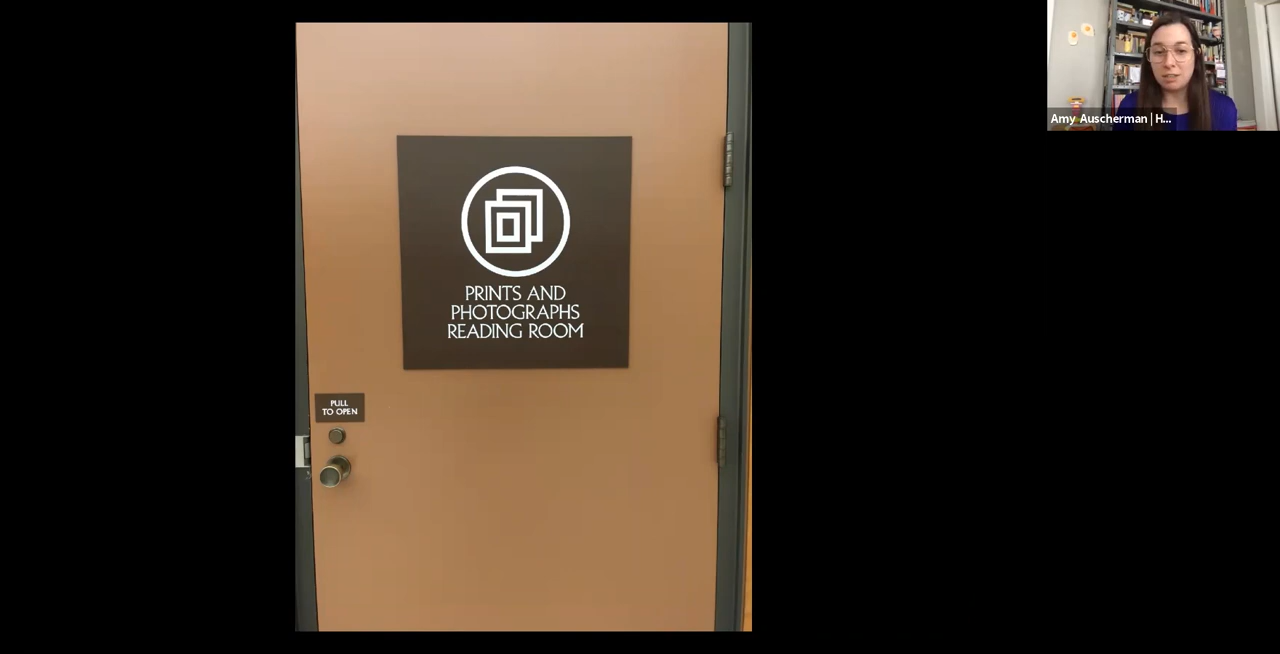 PRINTS AND
PHOTOGRAPHS
READING ROOM
PULL
TO OPEN
Amy Auscherman | H...